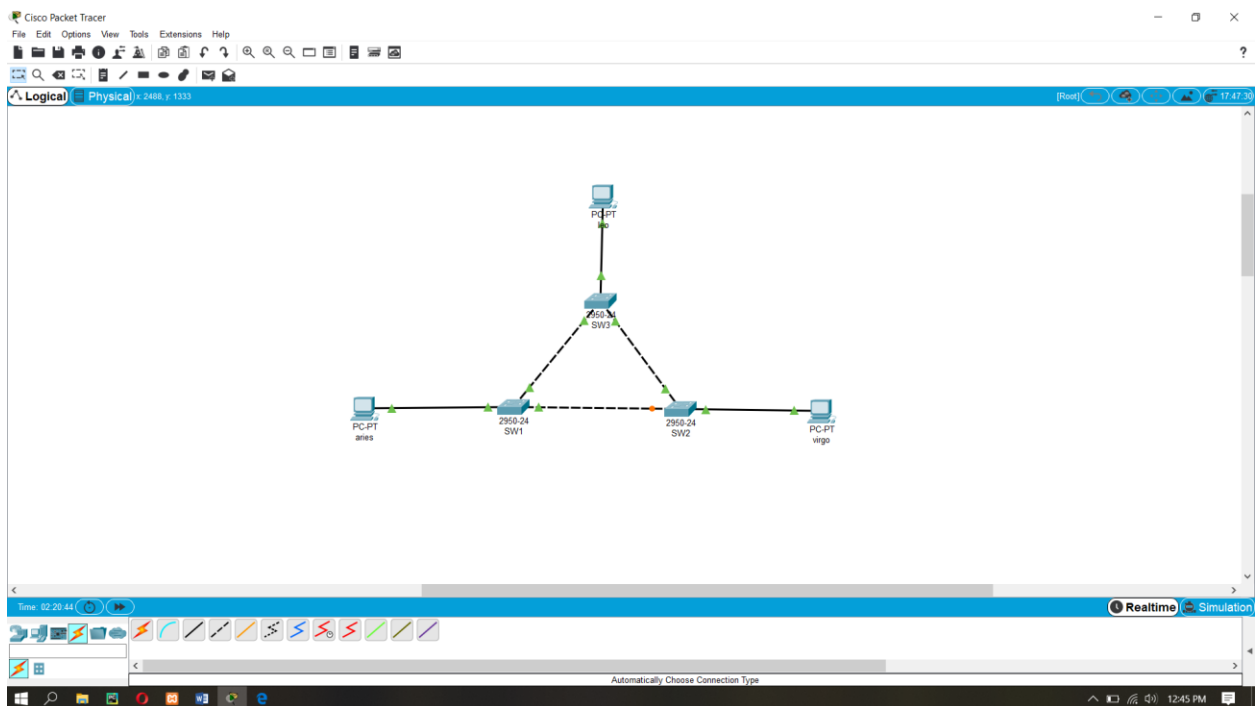 Cisco Packet Tracer
File Edit Options View Tools Extensions Help
?
Logical Physical x: 2488, y: 1333 [Root] 17:47:30
PC-PT
2950-24
SW3
PC-PT
aries
2950-24
SW1
2950-24
SW2
PC-PT
virgo
Time: 02:20:44 Realtime Simulation
Automatically Choose Connection Type
12:45 PM